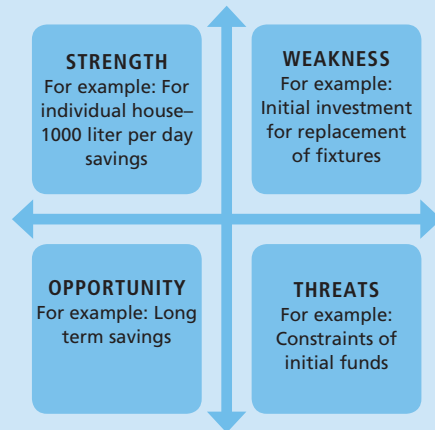 STRENGTH
For example: For
individual house–
1000 liter per day
savings
WEAKNESS
For example:
Initial investment
for replacement
of fixtures
OPPORTUNITY
For example: Long
term savings
THREATS
For example:
Constraints of
initial funds